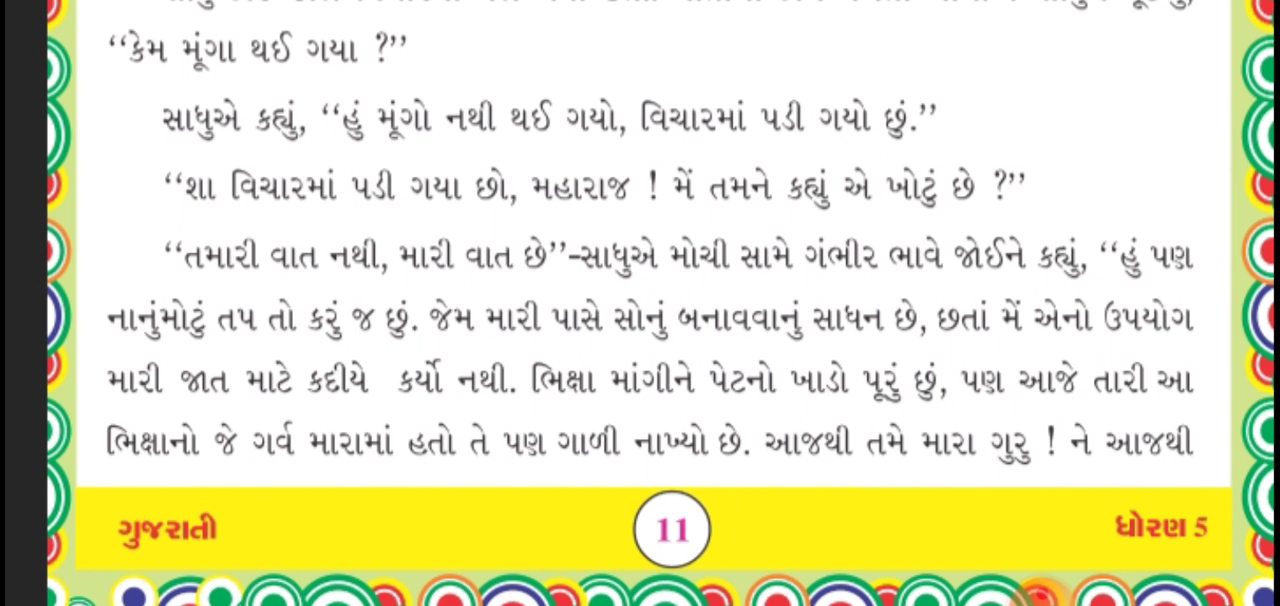 “કેમ મૂંગા થઈ ગયા ?”
સાધુએ કહ્યું, “હું મૂંગો નથી થઈ ગયો, વિચારમાં પડી ગયો છું.”
“શા વિચારમાં પડી ગયા છો, મહારાજ ! મેં તમને કહ્યું એ ખોટું છે ?”
“તમારી વાત નથી, મારી વાત છે”-સાધુએ મોચી સામે ગંભીર ભાવે જોઈને કહ્યું, “હું પણ
નાનુંમોટું તપ તો કરું જ છું. જેમ મારી પાસે સોનું બનાવવાનું સાધન છે, છતાં મેં એનો ઉપયોગ
મારી જાત માટે કદીયે કર્યો નથી. ભિક્ષા માંગીને પેટનો ખાડો પૂરું છું, પણ આજે તારી આ
ભિક્ષાનો જે ગર્વ મારામાં હતો તે પણ ગાળી નાખ્યો છે. આજથી તમે મારા ગુરુ ! ને આજથી
ગુજરાતી 11 ધોરણ 5